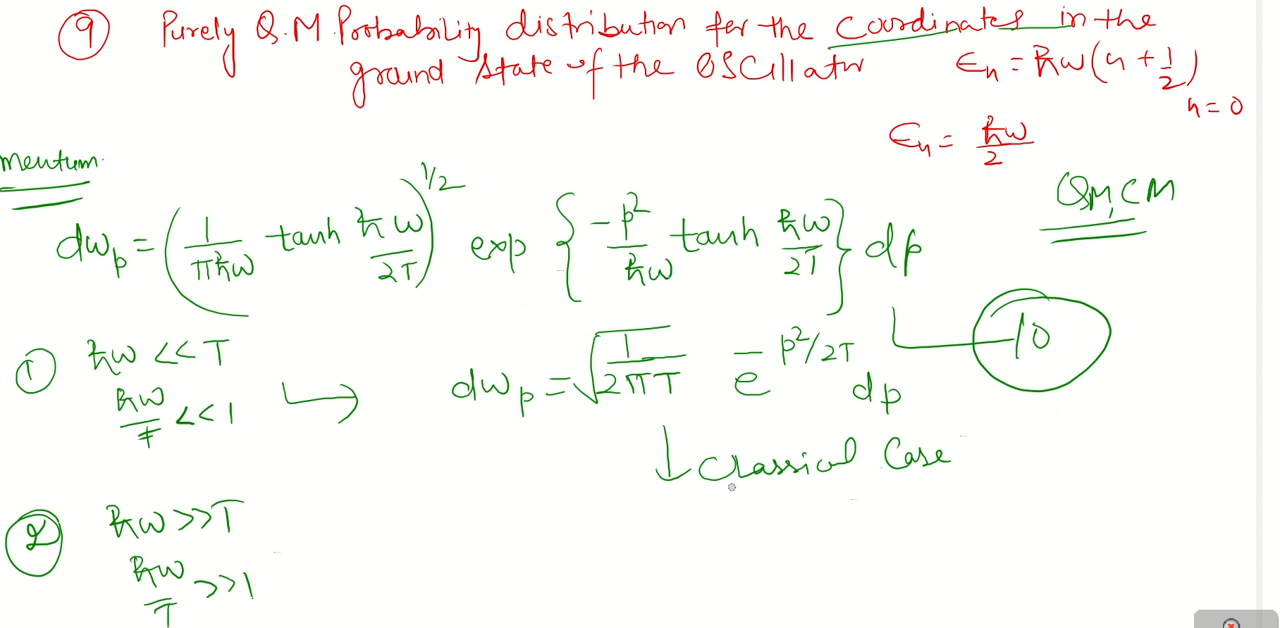 ⑨ Purely Q.M Probability distribution for the coordinates in the
ground state of the oscillator
Єₙ = ħω(n + 1/2)
n = 0
Єₙ = ħω/2
mentum.
QM, CM
dw_p = (1/πħω tanh ħω/2T)^1/2 exp { -p²/ħω tanh ħω/2T } dp
10
① ħω << T
ħω/T << 1
dw_p = √(1/2πT) e^-p²/2T dp
↓ Classical Case
② ħω >> T
ħω/T >> 1